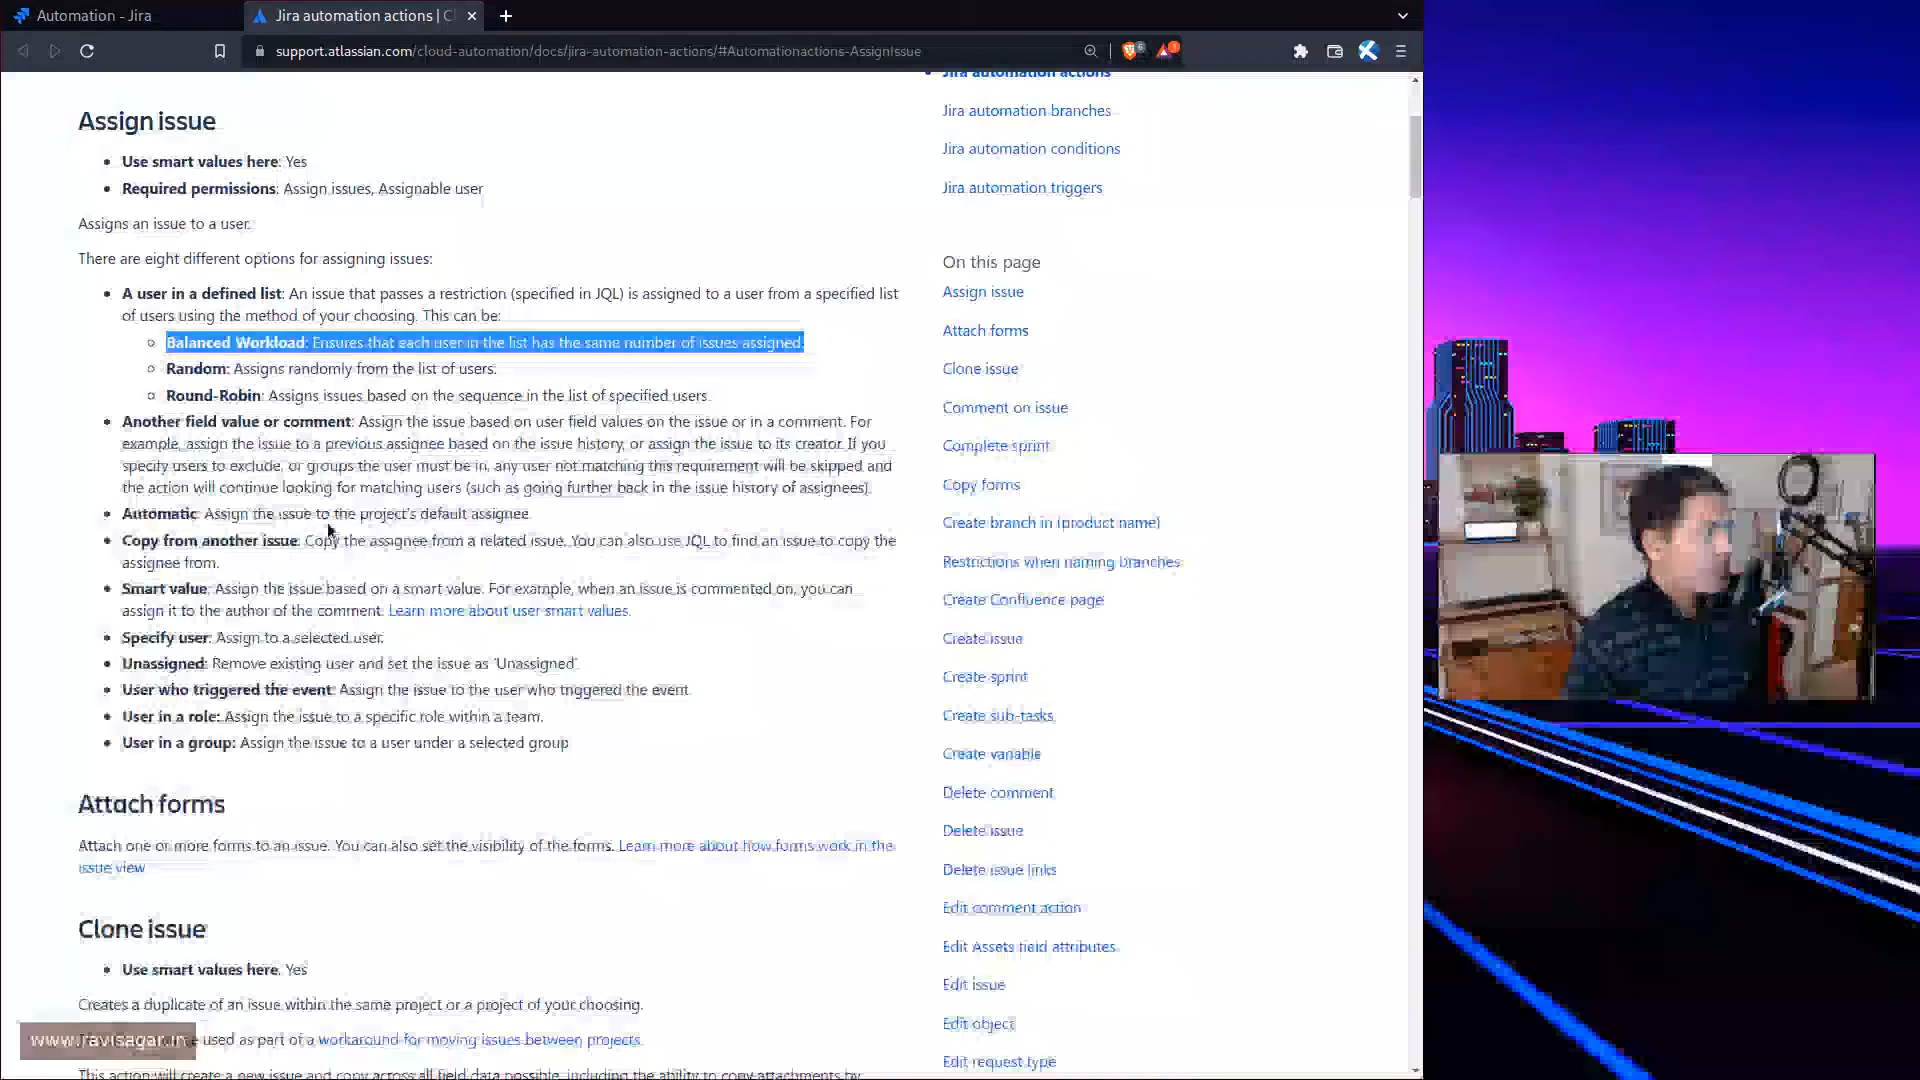 Automation - Jira
Jira automation actions | C
support.atlassian.com/cloud-automation/docs/jira-automation-actions/#Automationactions-AssignIssue
6
1
Assign issue
Use smart values here: Yes
Required permissions: Assign issues, Assignable user
Assigns an issue to a user.
There are eight different options for assigning issues:
A user in a defined list: An issue that passes a restriction (specified in JQL) is assigned to a user from a specified list
of users using the method of your choosing. This can be:
Balanced Workload: Ensures that each user in the list has the same number of issues assigned.
Random: Assigns randomly from the list of users.
Round-Robin: Assigns issues based on the sequence in the list of specified users.
Another field value or comment: Assign the issue based on user field values on the issue or in a comment. For
example, assign the issue to a previous assignee based on the issue history, or assign the issue to its creator. If you
specify users to exclude, or groups the user must be in, any user not matching this requirement will be skipped and
the action will continue looking for matching users (such as going further back in the issue history of assignees).
Automatic: Assign the issue to the project's default assignee.
Copy from another issue: Copy the assignee from a related issue. You can also use JQL to find an issue to copy the
assignee from.
Smart value: Assign the issue based on a smart value. For example, when an issue is commented on, you can
assign it to the author of the comment. Learn more about user smart values.
Specify user: Assign to a selected user.
Unassigned: Remove existing user and set the issue as 'Unassigned'.
User who triggered the event: Assign the issue to the user who triggered the event.
User in a role: Assign the issue to a specific role within a team.
User in a group: Assign the issue to a user under a selected group
Attach forms
Attach one or more forms to an issue. You can also set the visibility of the forms. Learn more about how forms work in the
issue view
Clone issue
Use smart values here: Yes
Creates a duplicate of an issue within the same project or a project of your choosing.
used as part of a workaround for moving issues between projects.
This action will create a new issue and copy across all field data possible, including the ability to copy attachments by
Jira automation actions
Jira automation branches
Jira automation conditions
Jira automation triggers
On this page
Assign issue
Attach forms
Clone issue
Comment on issue
Complete sprint
Copy forms
Create branch in (product name)
Restrictions when naming branches
Create Confluence page
Create issue
Create sprint
Create sub-tasks
Create variable
Delete comment
Delete issue
Delete issue links
Edit comment action
Edit Assets field attributes
Edit issue
Edit object
Edit request type
www.ravisagar.in